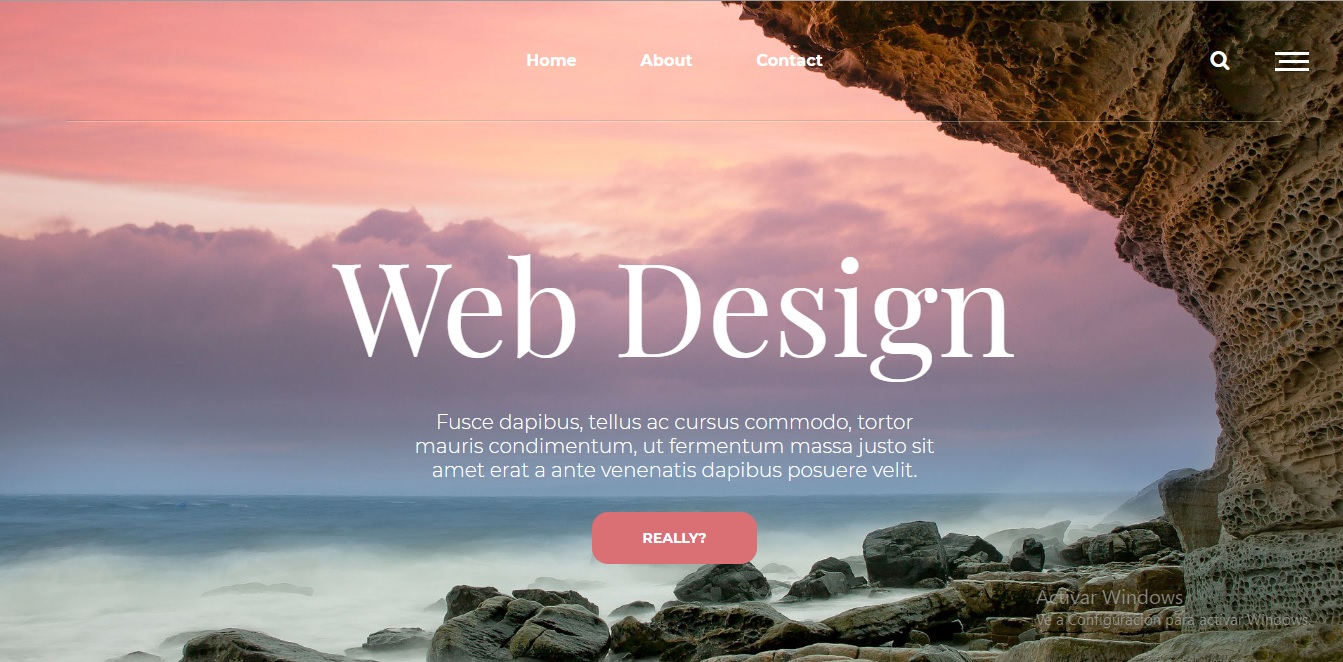 Home About Contact
Web Design
Fusce dapibus, tellus ac cursus commodo, tortor
mauris condimentum, ut fermentum massa justo sit
amet erat a ante venenatis dapibus posuere velit.
REALLY?
Activar Windows
Ve a Configuración para activar Windows.